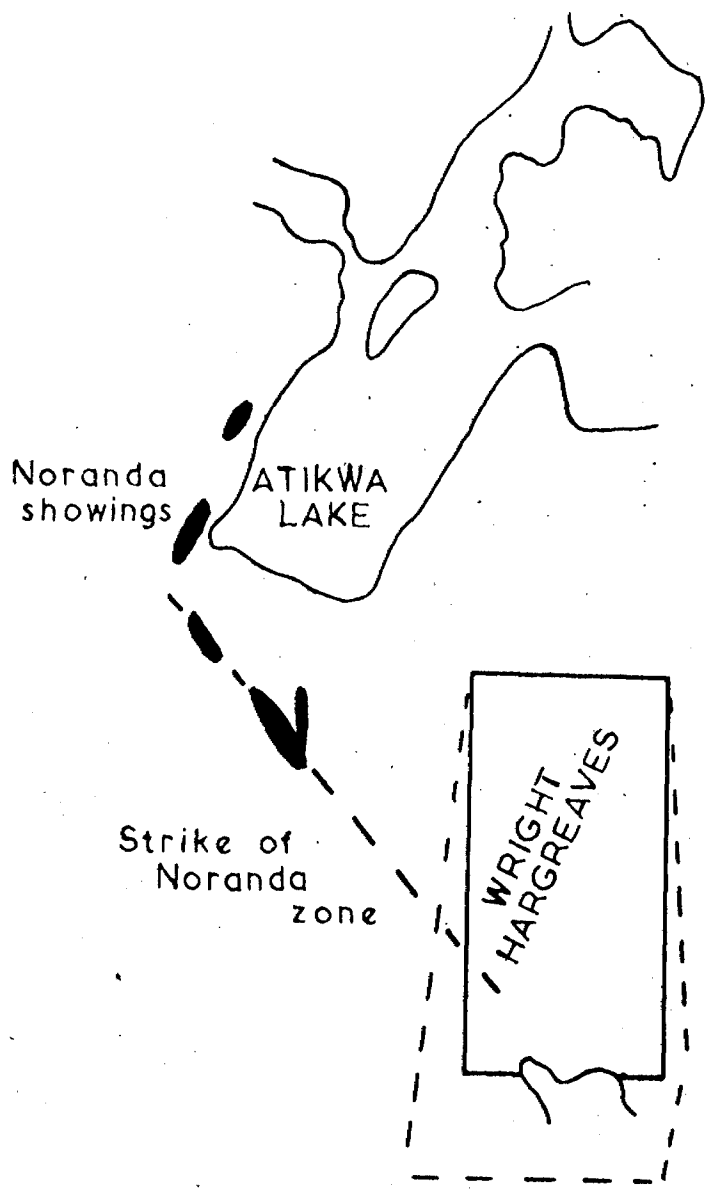 Noranda
showings
ATIKWA
LAKE
Strike of
Noranda
zone
WRIGHT
HARGREAVES